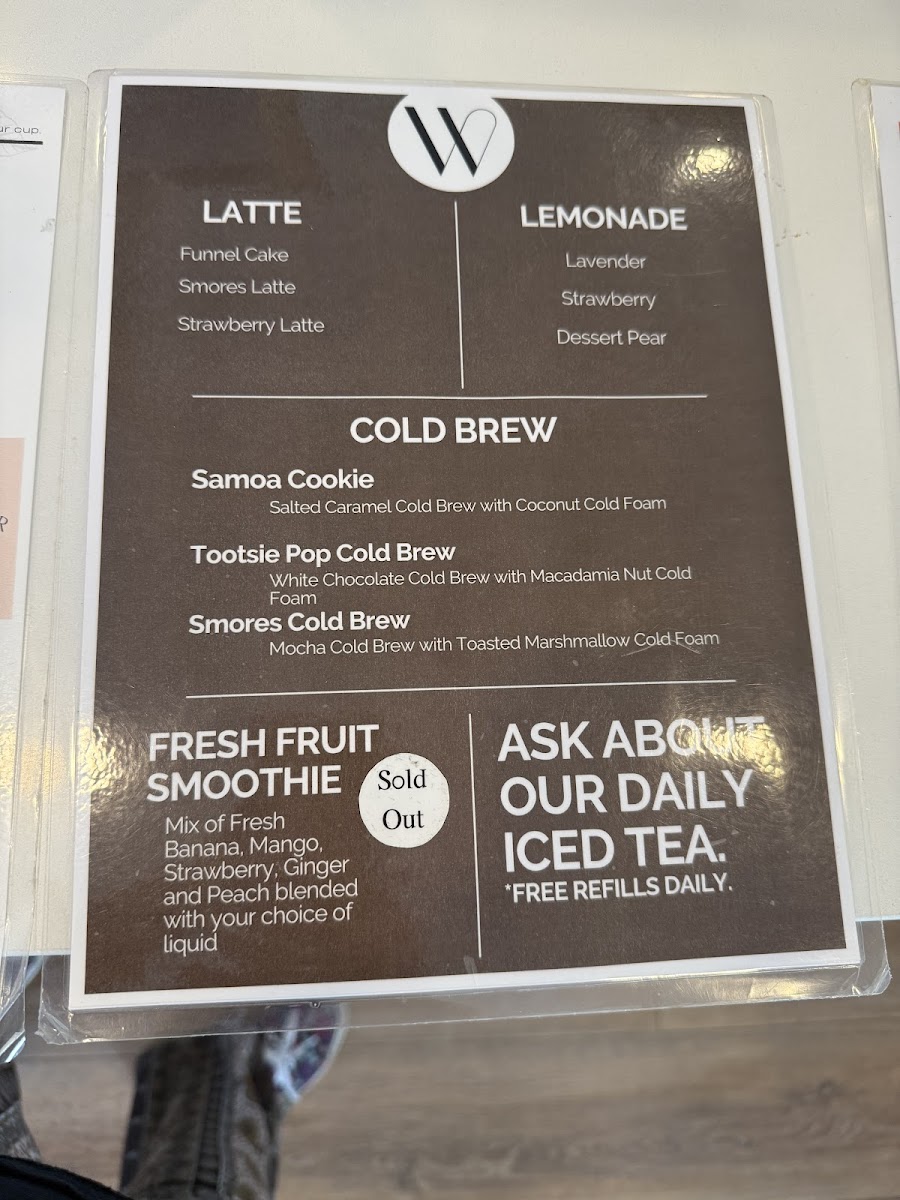 ur cup.
W
LATTE
Funnel Cake
Smores Latte
Strawberry Latte
LEMONADE
Lavender
Strawberry
Dessert Pear
COLD BREW
Samoa Cookie
Salted Caramel Cold Brew with Coconut Cold Foam
Tootsie Pop Cold Brew
White Chocolate Cold Brew with Macadamia Nut Cold
Foam
Smores Cold Brew
Mocha Cold Brew with Toasted Marshmallow Cold Foam
FRESH FRUIT
SMOOTHIE
Sold
Out
Mix of Fresh
Banana, Mango,
Strawberry, Ginger
and Peach blended
with your choice of
liquid
ASK ABOUT
OUR DAILY
ICED TEA.
*FREE REFILLS DAILY.